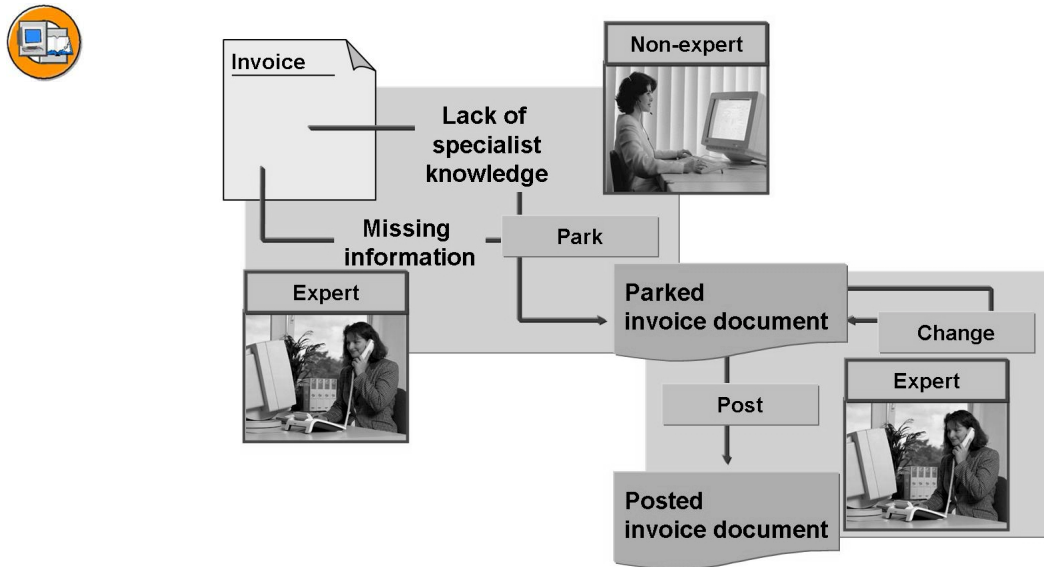 Invoice
Non-expert
Lack of
specialist
knowledge
Missing
information
Park
Expert
Parked
invoice document
Change
Expert
Post
Posted
invoice document